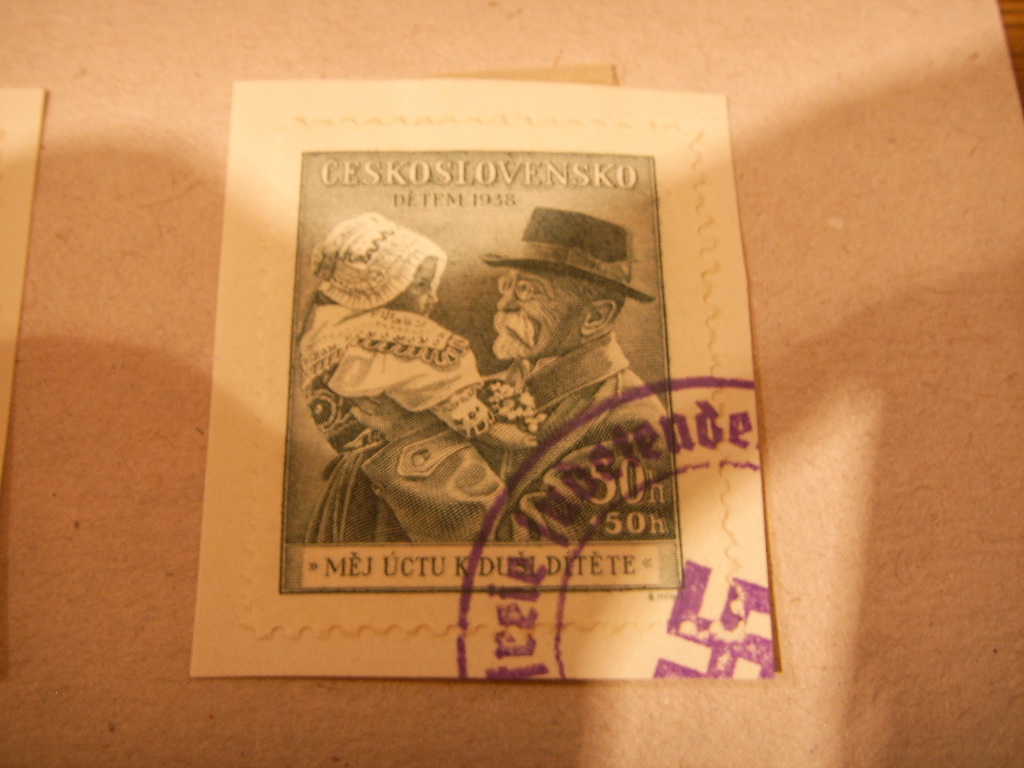 ČESKOSLOVENSKO
DĚTEM 1938
50h
+50h
»MĚJ ÚCTU K DUŠI DÍTĚTE«